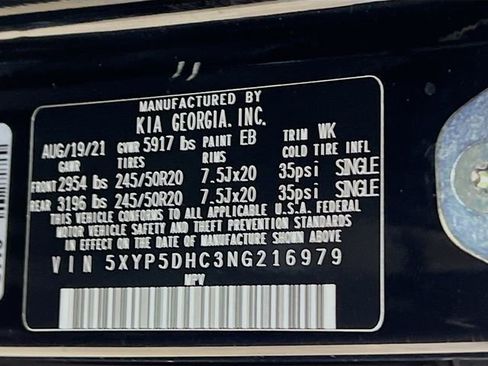 MANUFACTURED BY
KIA GEORGIA. INC.
AUG/19/21 GVWR 5917 lbs PAINT EB TRIM WK
GAWR TIRES RIMS COLD TIRE INFL
FRONT 2954 lbs 245/50R20 7.5Jx20 35psi SINGLE
REAR 3196 lbs 245/50R20 7.5Jx20 35psi SINGLE
THIS VEHICLE CONFORMS TO ALL APPLICABLE U.S.A. FEDERAL
MOTOR VEHICLE SAFETY AND THEFT PREVENTION STANDARDS
IN EFFECT ON THE DATE OF MANUFACTURE SHOWN ABOVE.
VIN 5XYP5DHC3NG216979
MPV